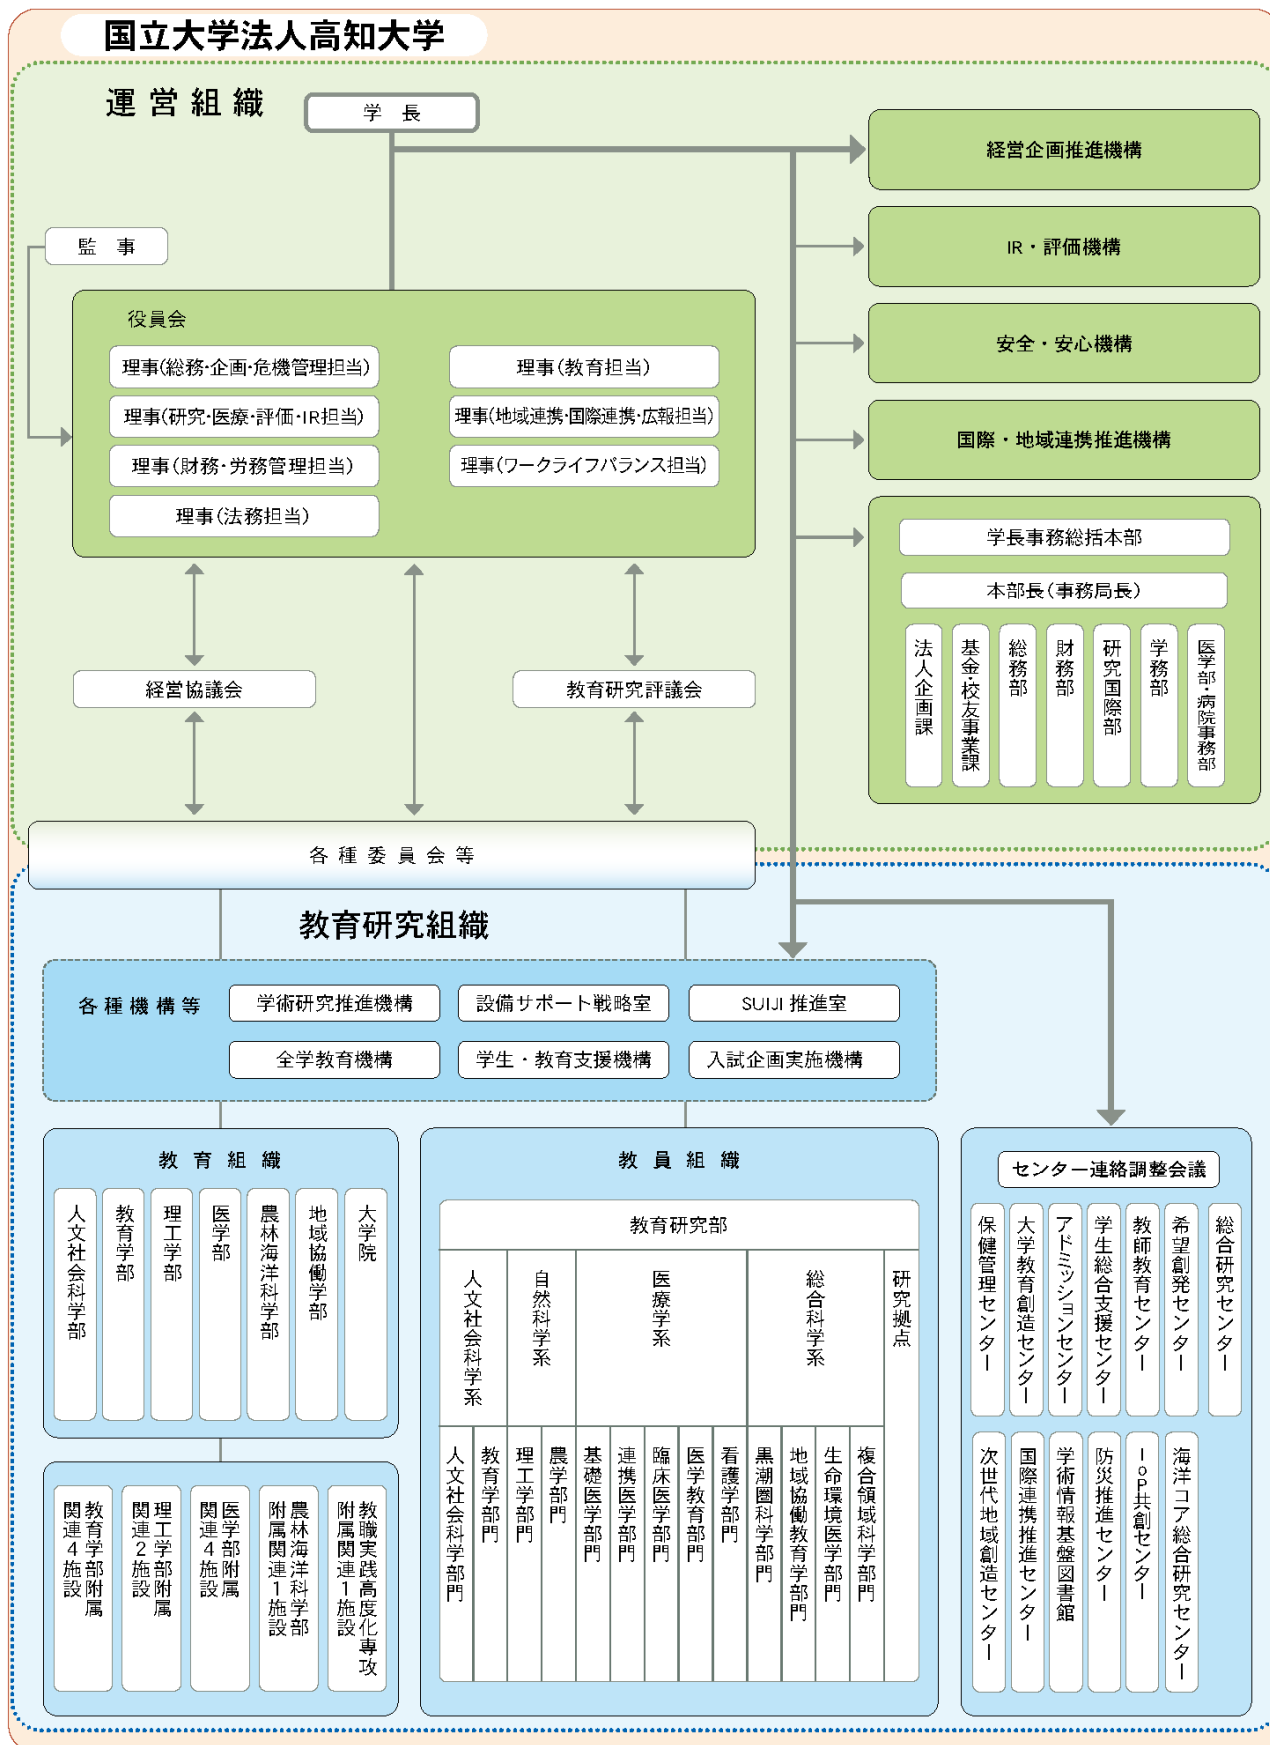 国立大学法人高知大学
運営組織
学　長
監　事
役員会
理事(総務・企画・危機管理担当)
理事(研究・医療・評価・IR担当)
理事(財務・労務管理担当)
理事(法務担当)
理事(教育担当)
理事(地域連携・国際連携・広報担当)
理事(ワークライフバランス担当)
経営協議会
教育研究評議会
各種委員会等
経営企画推進機構
IR・評価機構
安全・安心機構
国際・地域連携推進機構
学長事務総括本部
本部長(事務局長)
法人企画課
基金・校友事業課
総務部
財務部
研究国際部
学務部
医学部・病院事務部
教育研究組織
各種機構等
学術研究推進機構
設備サポート戦略室
SUIJI 推進室
全学教育機構
学生・教育支援機構
入試企画実施機構
教育組織
人文社会科学部
教育学部
理工学部
医学部
農林海洋科学部
地域協働学部
大学院
教育学部附属
関連4施設
理工学部附属
関連2施設
医学部附属
関連4施設
農林海洋科学部
附属関連1施設
教職実践高度化専攻
附属関連1施設
教員組織
教育研究部
人文社会科学系
自然科学系
医療学系
総合科学系
研究拠点
人文社会科学部門
教育学部門
理工学部門
農学部門
基礎医学部門
連携医学部門
臨床医学部門
医学教育部門
看護学部門
黒潮圏科学部門
地域協働教育学部門
生命環境医学部門
複合領域科学部門
センター連絡調整会議
保健管理センター
大学教育創造センター
アドミッションセンター
学生総合支援センター
教師教育センター
希望創発センター
総合研究センター
次世代地域創造センター
国際連携推進センター
学術情報基盤図書館
防災推進センター
IoP共創センター
海洋コア総合研究センター